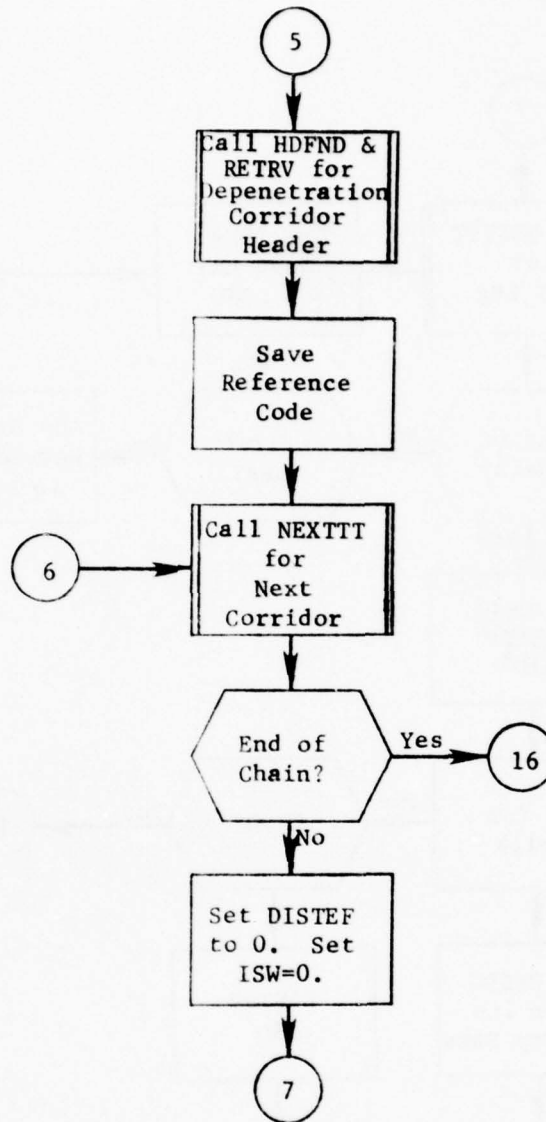 5
Call HDFND &
RETRV for
Depenetration
Corridor
Header
Save
Reference
Code
6
Call NEXTTT
for
Next
Corridor
End of
Chain?
Yes
16
No
Set DISTEF
to 0. Set
ISW=0.
7